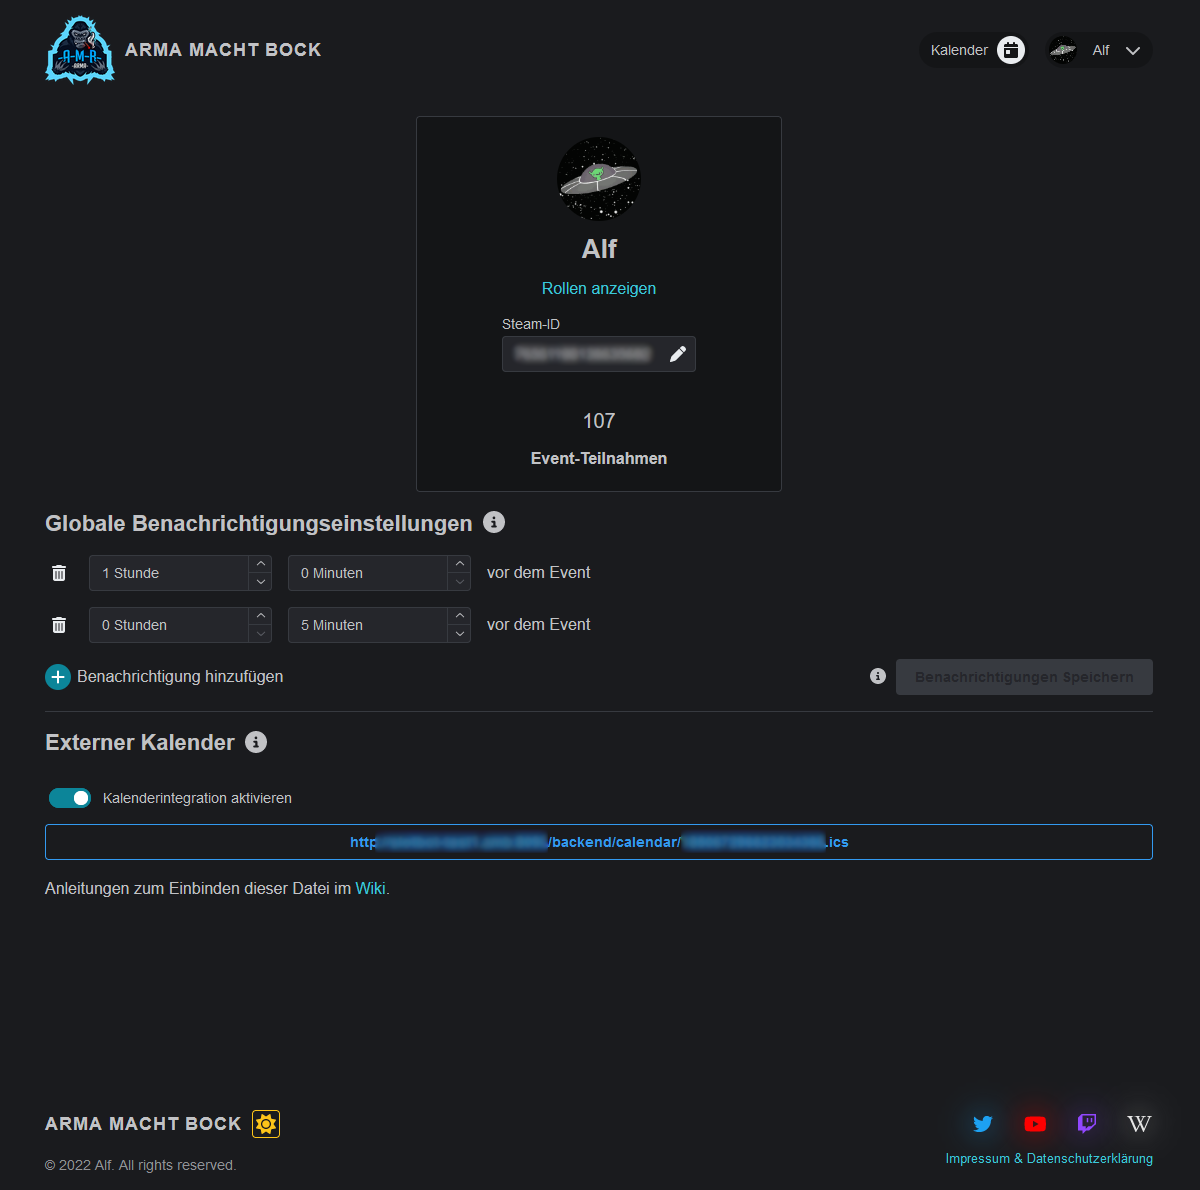 A-M-B
-ARMA-
ARMA MACHT BOCK
Kalender
Alf
Alf
Rollen anzeigen
Steam-ID
107
Event-Teilnahmen
Globale Benachrichtigungseinstellungen
1 Stunde 0 Minuten vor dem Event
0 Stunden 5 Minuten vor dem Event
Benachrichtigung hinzufügen
Benachrichtigungen Speichern
Externer Kalender
Kalenderintegration aktivieren
http /backend/calendar/ .ics
Anleitungen zum Einbinden dieser Datei im Wiki.
ARMA MACHT BOCK
W
© 2022 Alf. All rights reserved.
Impressum & Datenschutzerklärung